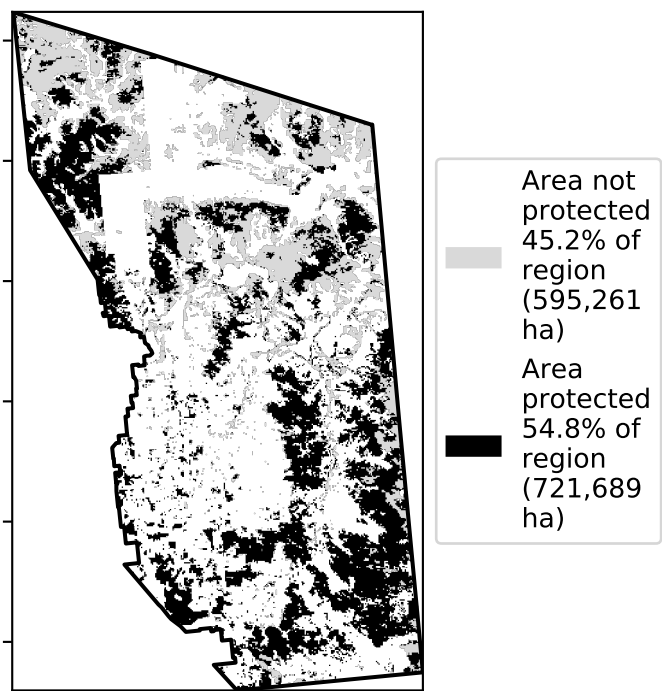 Area not
protected
45.2% of
region
(595,261
ha)
Area
protected
54.8% of
region
(721,689
ha)